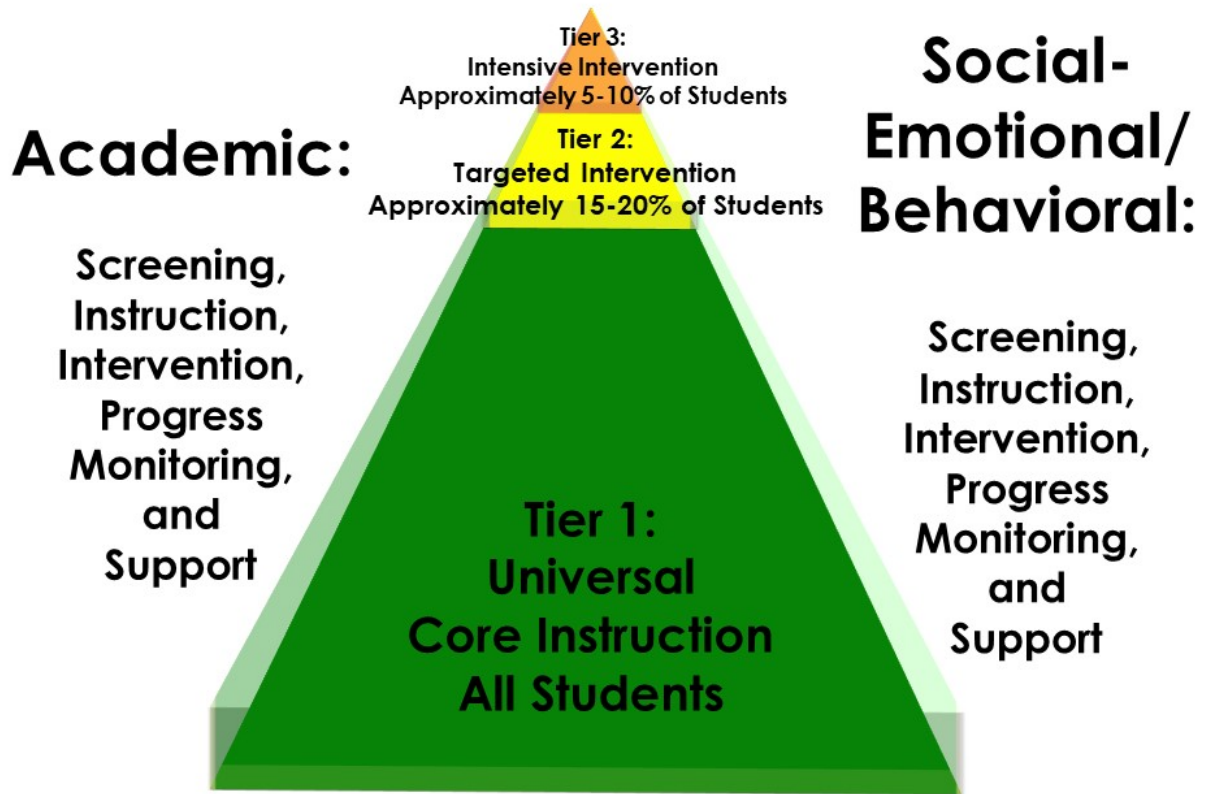 Academic:
Screening,
Instruction,
Intervention,
Progress
Monitoring,
and
Support
Tier 3:
Intensive Intervention
Approximately 5-10% of Students
Tier 2:
Targeted Intervention
Approximately 15-20% of Students
Tier 1:
Universal
Core Instruction
All Students
Social-
Emotional/
Behavioral:
Screening,
Instruction,
Intervention,
Progress
Monitoring,
and
Support